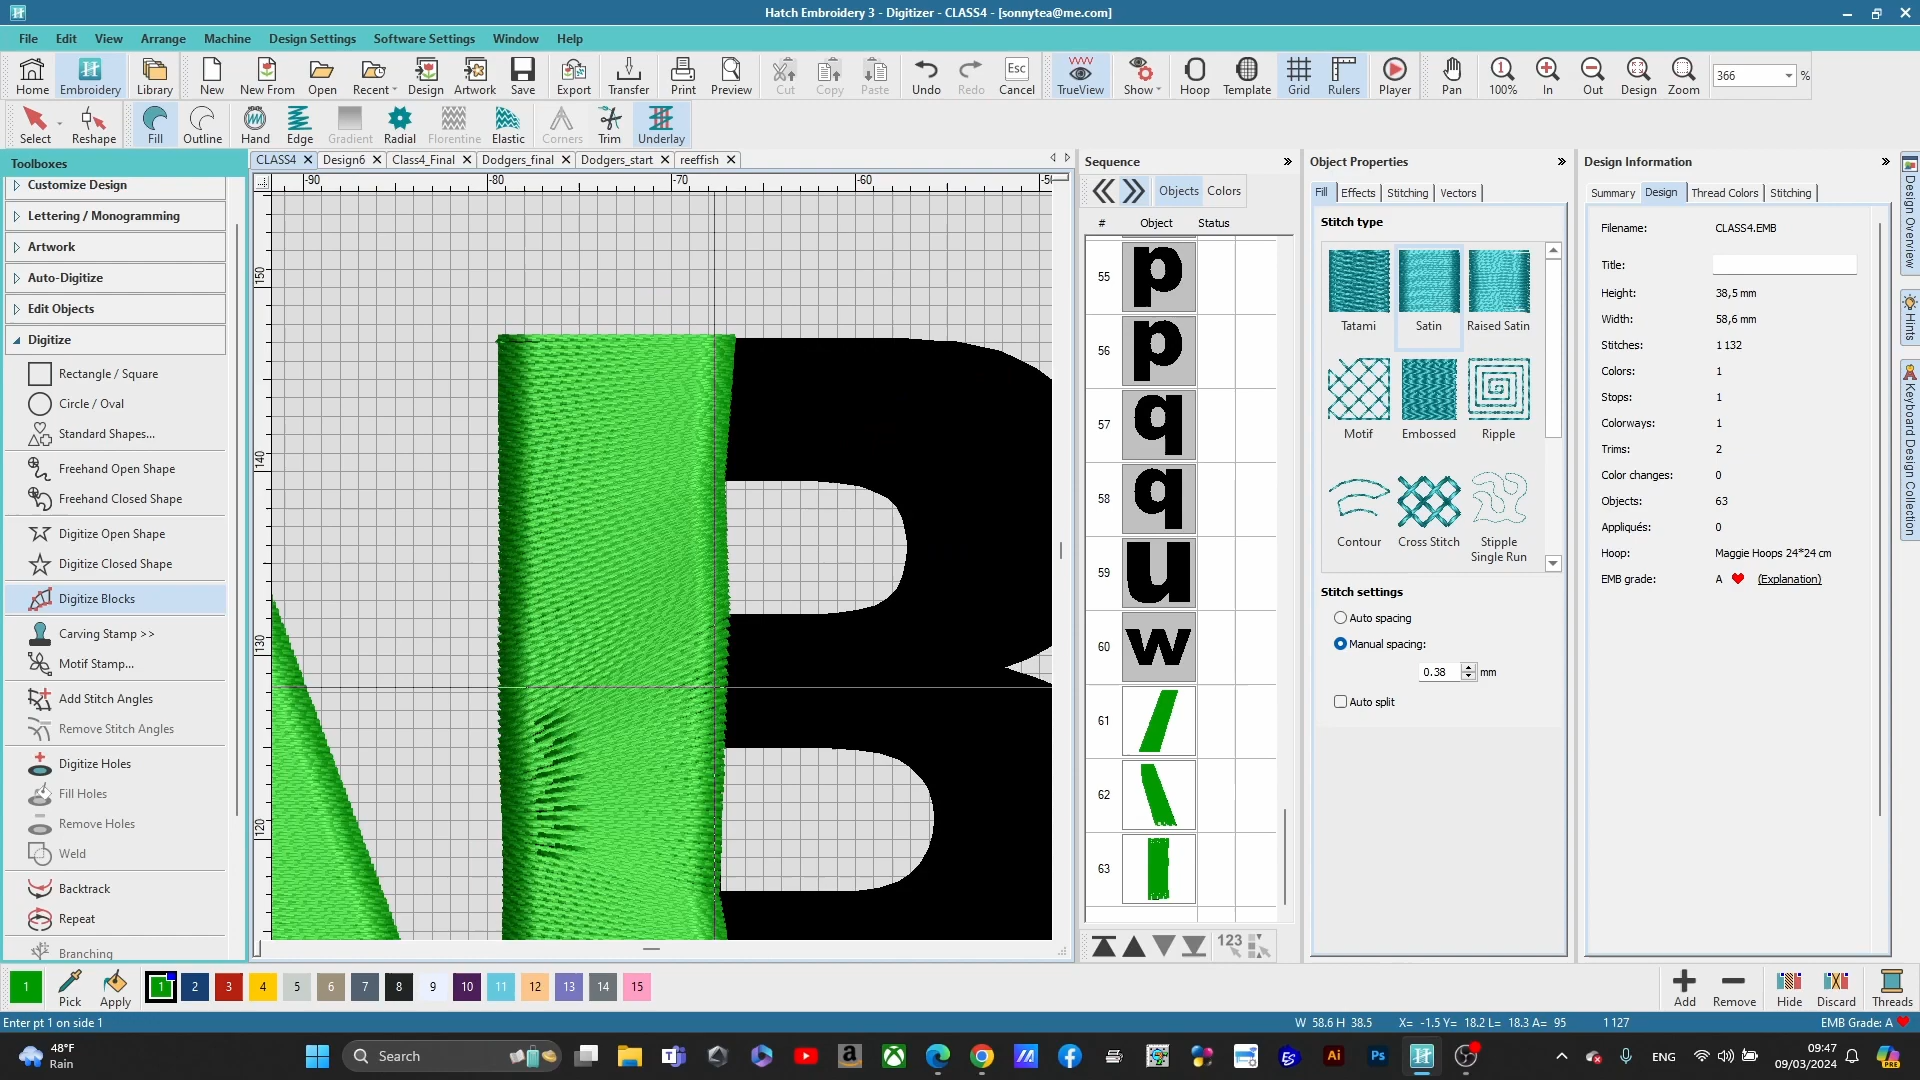 Hatch Embroidery 3 - Digitizer - CLASS4 - [sonnytea@me.com]
File Edit View Arrange Machine Design Settings Software Settings Window Help
Home Embroidery Library New New From Open Recent Design Artwork Save Export Transfer Print Preview Cut Copy Paste Undo Redo Esc Cancel TrueView Show Hoop Template Grid Rulers Player Pan 1 100% In Out Design Zoom 366 %
Select Reshape Fill Outline Hand Edge Gradient Radial Florentine Elastic Corners Trim Underlay
Toolboxes
Customize Design
Lettering / Monogramming
Artwork
Auto-Digitize
Edit Objects
Digitize
Rectangle / Square
Circle / Oval
Standard Shapes...
Freehand Open Shape
Freehand Closed Shape
Digitize Open Shape
Digitize Closed Shape
Digitize Blocks
Carving Stamp >>
Motif Stamp...
Add Stitch Angles
Remove Stitch Angles
Digitize Holes
Fill Holes
Remove Holes
Weld
Backtrack
Repeat
Branching
CLASS4 Design6 Class4_Final Dodgers_final Dodgers_start reeffish
-90 -80 -70 -60 -50
150
140
130
120
Sequence
Objects Colors
# Object Status
55 p
56 p
57 q
58 q
59 u
60 w
61
62
63
123
Object Properties
Fill Effects Stitching Vectors
Stitch type
Tatami Satin Raised Satin
Motif Embossed Ripple
Contour Cross Stitch Stipple Single Run
Stitch settings
Auto spacing
Manual spacing:
0.38 mm
Auto split
Design Information
Summary Design Thread Colors Stitching
Filename: CLASS4.EMB
Title:
Height: 38,5 mm
Width: 58,6 mm
Stitches: 1 132
Colors: 1
Stops: 1
Colorways: 1
Trims: 2
Color changes: 0
Objects: 63
Appliqués: 0
Hoop: Maggie Hoops 24*24 cm
EMB grade: A (Explanation)
Design Overview
Hints
Keyboard Design Collection
1 Pick Apply 1 2 3 4 5 6 7 8 9 10 11 12 13 14 15 Add Remove Hide Discard Threads
Enter pt 1 on side 1 W 58.6 H 38.5 X= -1.5 Y= 18.2 L= 18.3 A= 95 1 127 EMB Grade: A
48°F
Rain
Search
Ai
Ps
ENG
09:47
09/03/2024
PRE